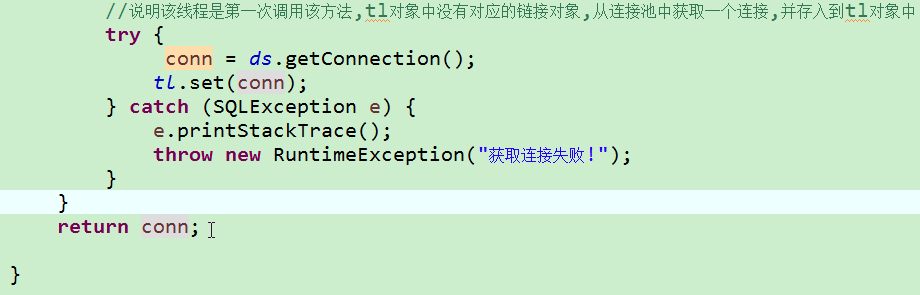 //说明该线程是第一次调用该方法,tl对象中没有对应的链接对象,从连接池中获取一个连接,并存入到tl对象中
try {
conn = ds.getConnection();
tl.set(conn);
} catch (SQLException e) {
e.printStackTrace();
throw new RuntimeException("获取连接失败!");
}
}
return conn;
}